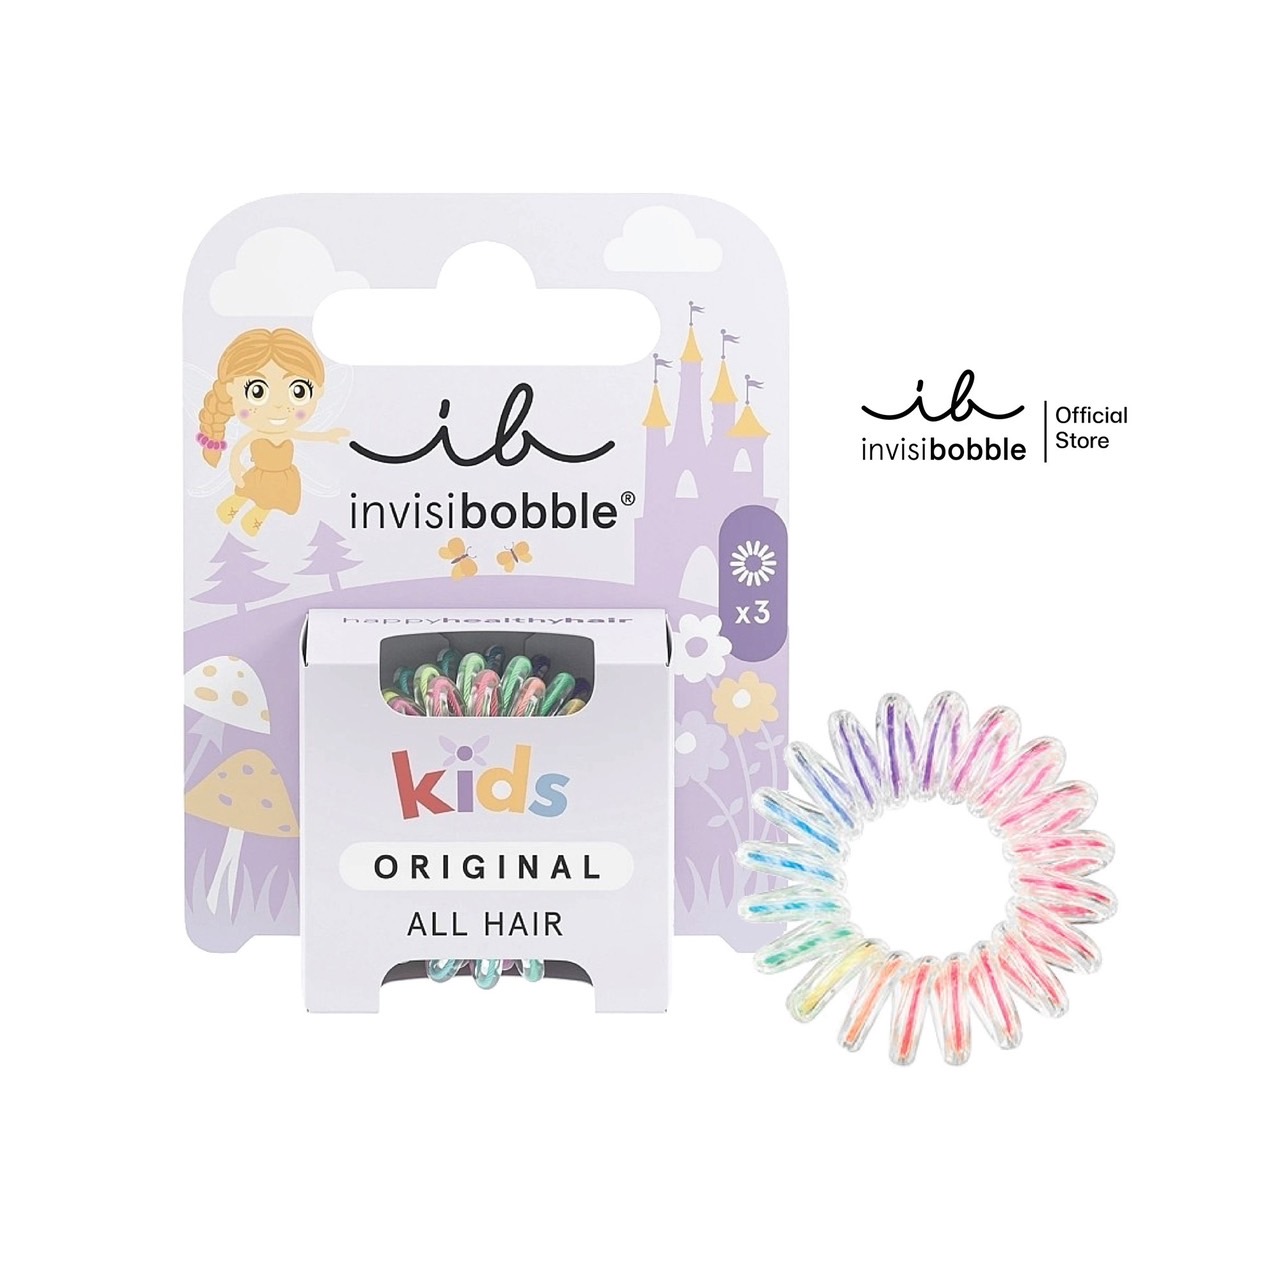 ib
invisibobble®
x3
happyhealthyhair
kids
ORIGINAL
ALL HAIR
ib
invisibobble
Official
Store